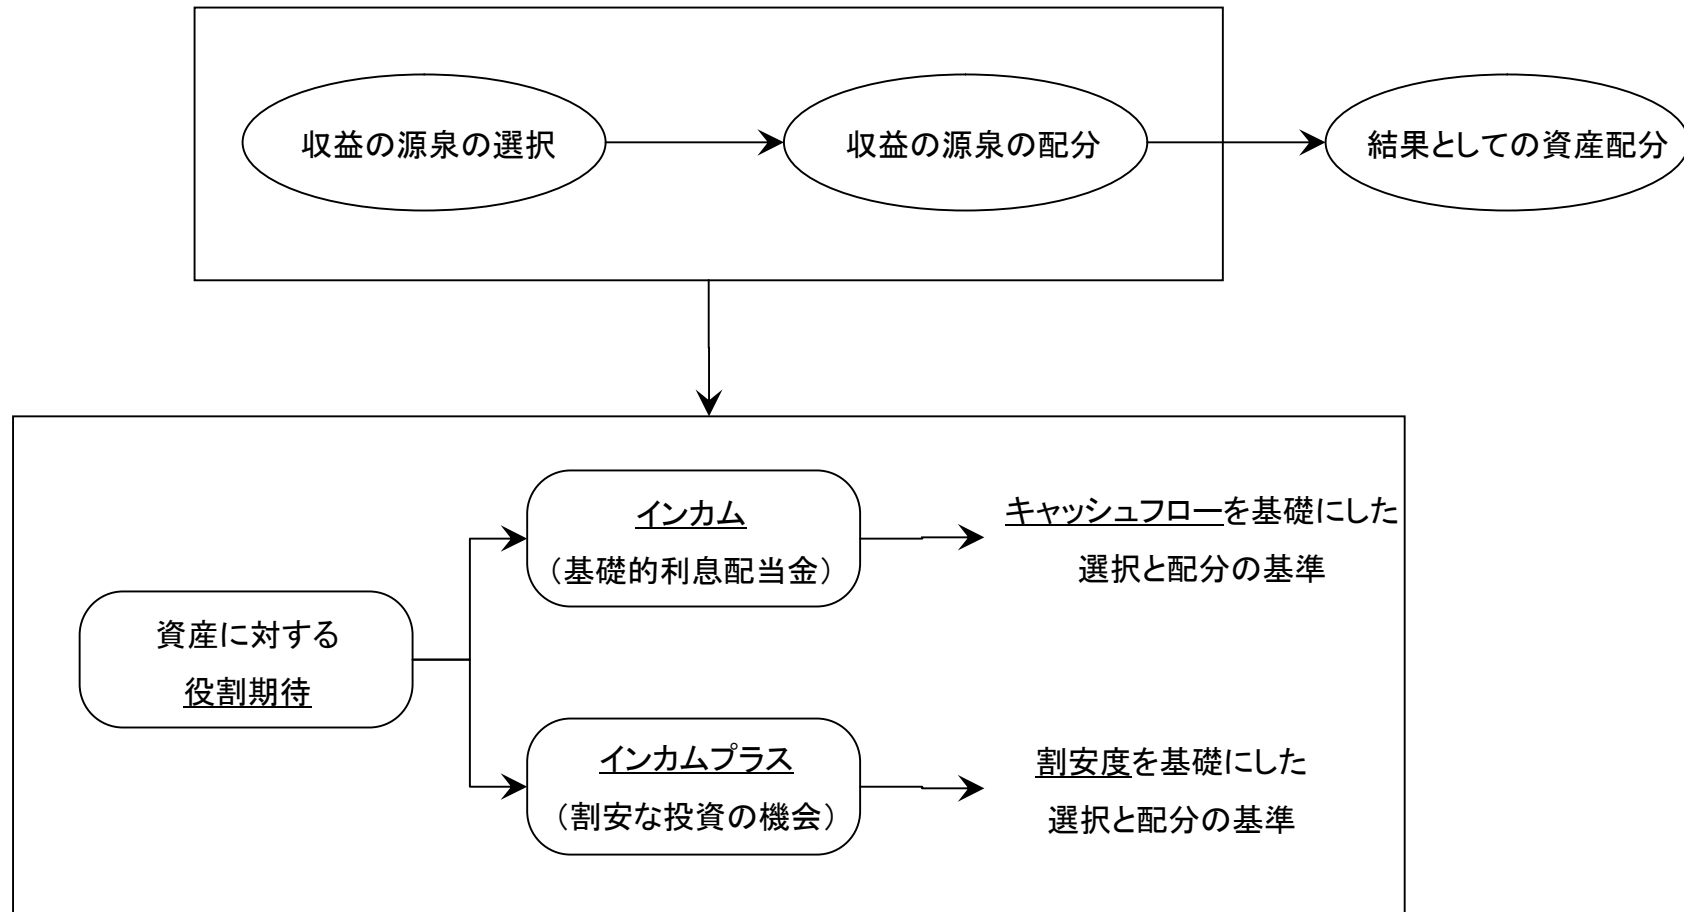 収益の源泉の選択
収益の源泉の配分
結果としての資産配分
インカム
（基礎的利息配当金）
キャッシュフローを基礎にした
選択と配分の基準
資産に対する
役割期待
インカムプラス
（割安な投資の機会）
割安度を基礎にした
選択と配分の基準